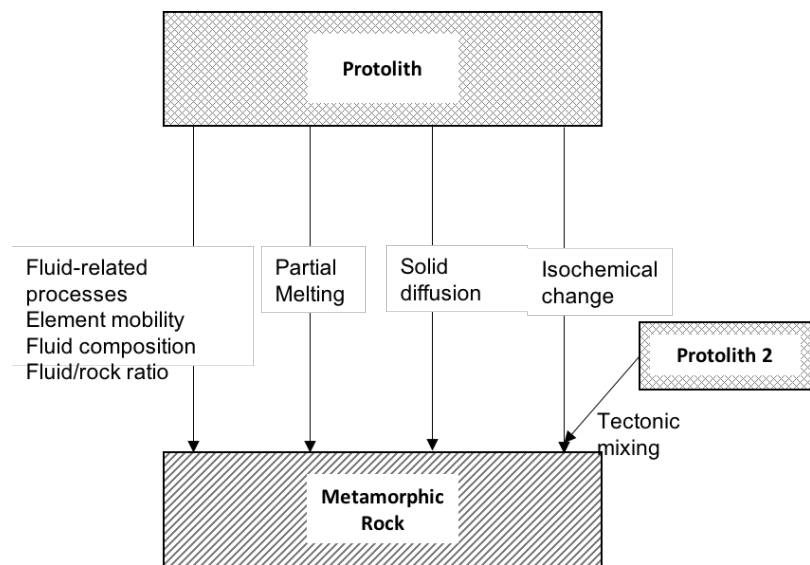 Protolith
Fluid-related
processes
Element mobility
Fluid composition
Fluid/rock ratio
Partial
Melting
Solid
diffusion
Isochemical
change
Protolith 2
Tectonic
mixing
Metamorphic
Rock